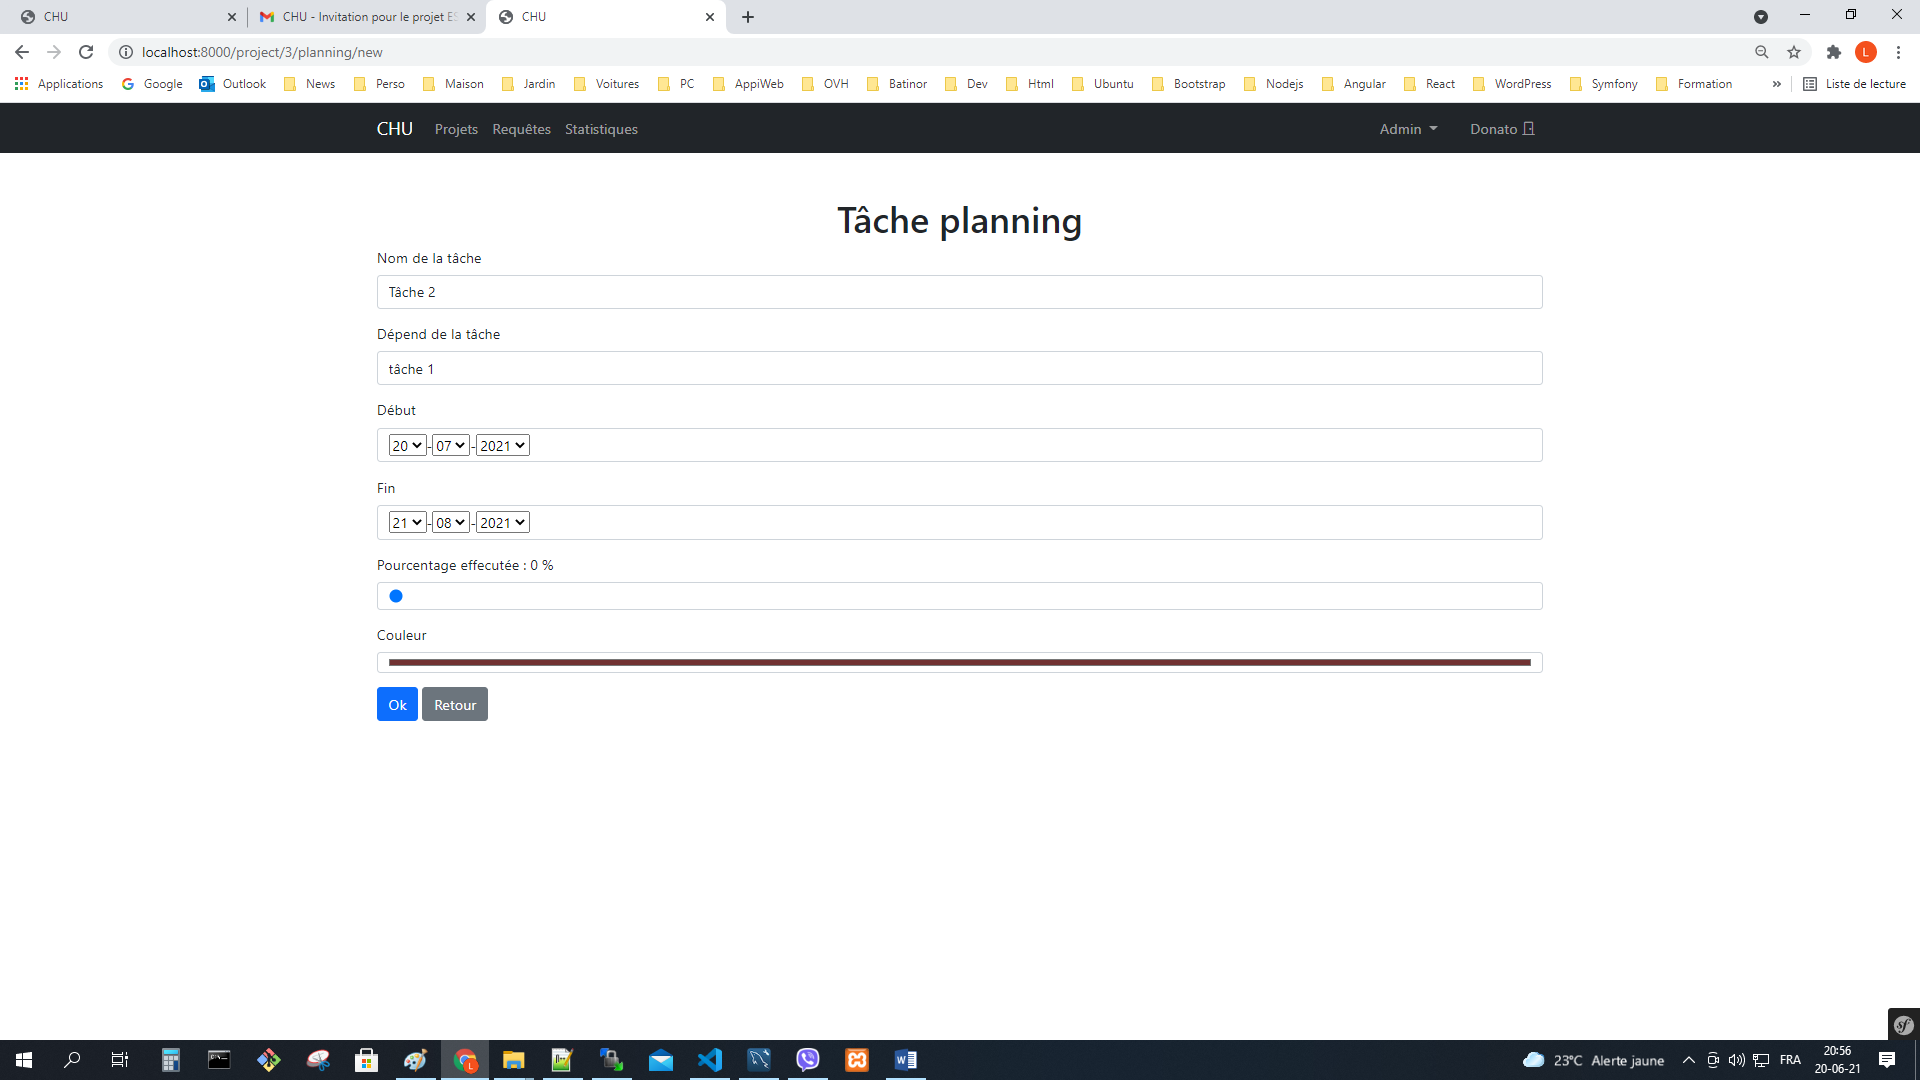 CHU
CHU - Invitation pour le projet ES
CHU
localhost:8000/project/3/planning/new
L
Applications
Google
Outlook
News
Perso
Maison
Jardin
Voitures
PC
AppiWeb
OVH
Batinor
Dev
Html
Ubuntu
Bootstrap
Nodejs
Angular
React
WordPress
Symfony
Formation
»
Liste de lecture
CHU
Projets
Requêtes
Statistiques
Admin
Donato
Tâche planning
Nom de la tâche
Tâche 2
Dépend de la tâche
tâche 1
Début
20-07-2021
Fin
21-08-2021
Pourcentage effecutée : 0 %
Couleur
Ok
Retour
sf
23°C Alerte jaune
FRA
20:56
20-06-21